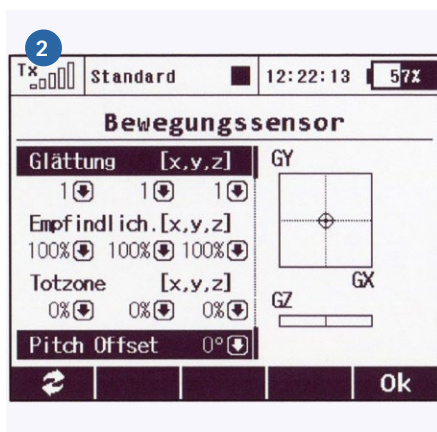 2
Tx Standard 12:22:13 57%
Bewegungssensor
Glättung [x,y,z]
1 1 1
Empfindlich.[x,y,z]
100% 100% 100%
Totzone [x,y,z]
0% 0% 0%
Pitch Offset 0°
GY
GX
GZ
Ok